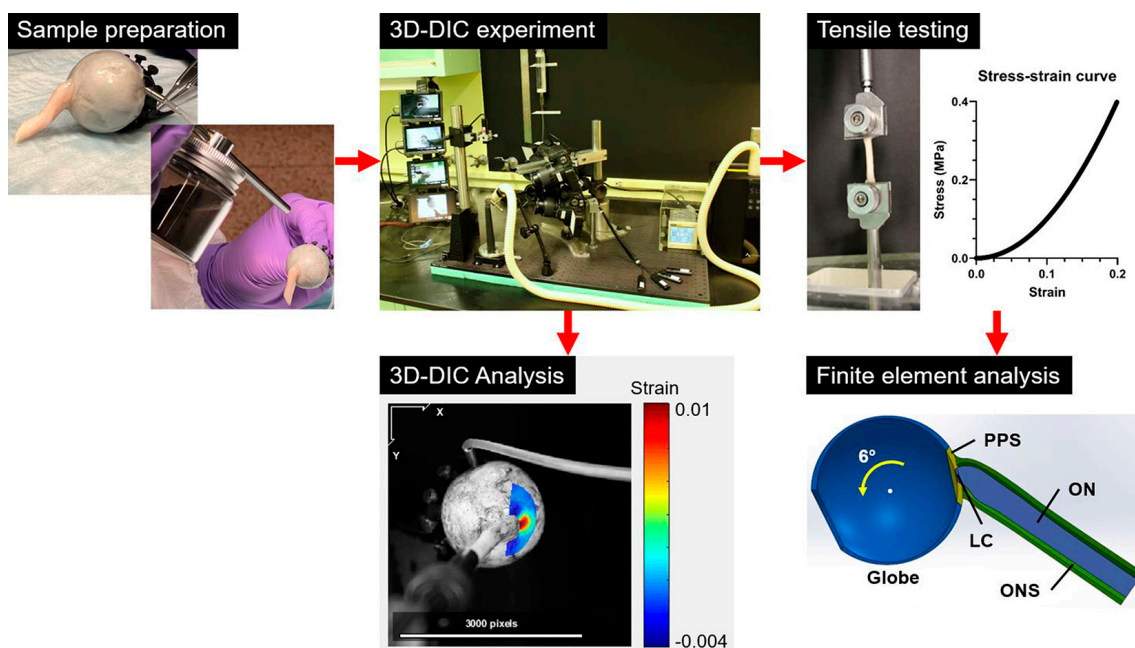 Sample preparation
3D-DIC experiment
Tensile testing
Stress-strain curve
Stress (MPa)
0.4
0.2
0.0
0.0
0.1
0.2
Strain
3D-DIC Analysis
Strain
0.01
-0.004
X
Y
3000 pixels
Finite element analysis
6°
PPS
ON
LC
Globe
ONS